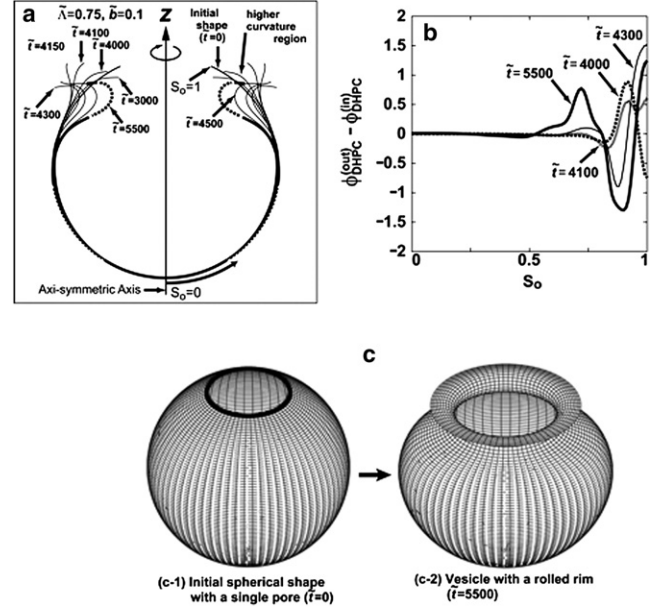 a
Λ̃=0.75, b̃=0.1
z
t̃=4100
t̃=4150
t̃=4000
Initial
shape
(t̃=0)
higher
curvature
region
S₀=1
t̃=3000
t̃=4300
t̃=5500
t̃=4500
Axi-symmetric Axis
S₀=0
b
2
1.5
1
0.5
0
−0.5
−1
−1.5
−2
ϕ(out)DHPC − ϕ(in)DHPC
t̃=4300
t̃=4000
t̃=5500
t̃=4100
0
0.5
1
S₀
c
(c-1) Initial spherical shape
with a single pore (t̃=0)
(c-2) Vesicle with a rolled rim
(t̃=5500)